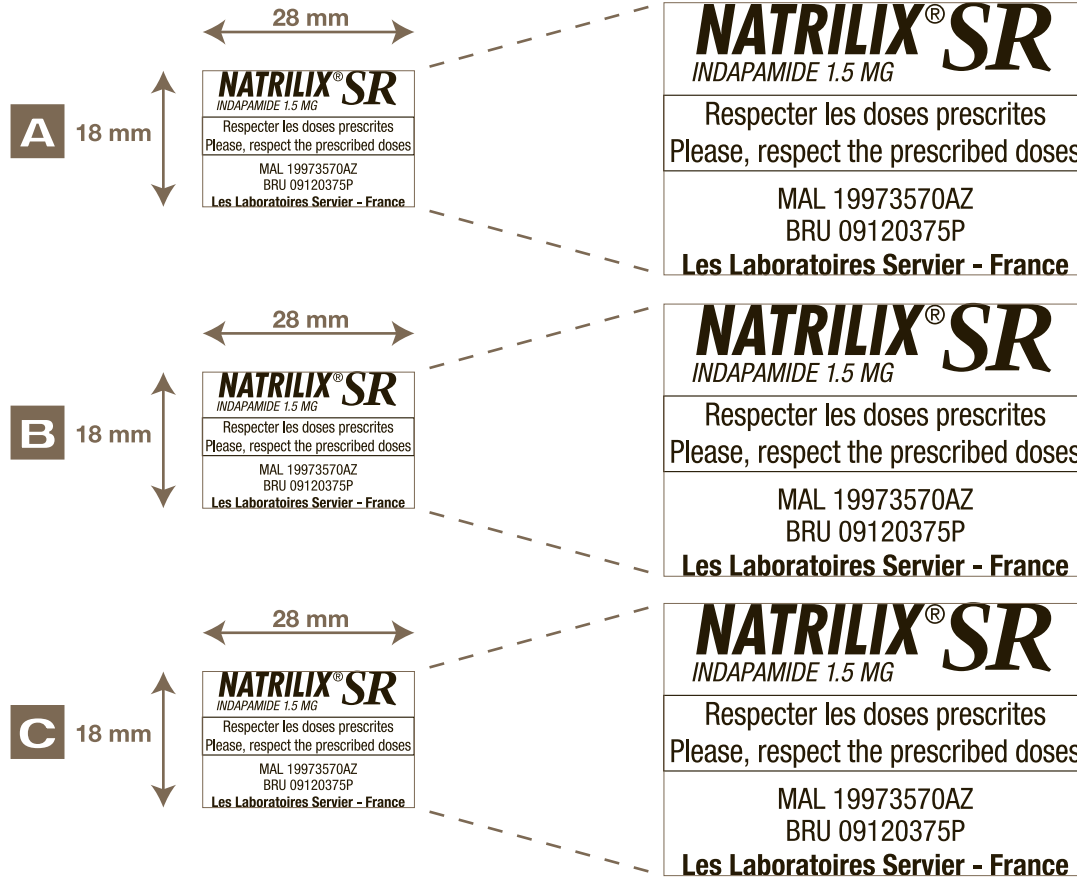 28 mm
A
18 mm
NATRILIX® SR
INDAPAMIDE 1.5 MG
Respecter les doses prescrites
Please, respect the prescribed doses
MAL 19973570AZ
BRU 09120375P
Les Laboratoires Servier - France
NATRILIX® SR
INDAPAMIDE 1.5 MG
Respecter les doses prescrites
Please, respect the prescribed doses
MAL 19973570AZ
BRU 09120375P
Les Laboratoires Servier - France
28 mm
B
18 mm
NATRILIX® SR
INDAPAMIDE 1.5 MG
Respecter les doses prescrites
Please, respect the prescribed doses
MAL 19973570AZ
BRU 09120375P
Les Laboratoires Servier - France
NATRILIX® SR
INDAPAMIDE 1.5 MG
Respecter les doses prescrites
Please, respect the prescribed doses
MAL 19973570AZ
BRU 09120375P
Les Laboratoires Servier - France
28 mm
C
18 mm
NATRILIX® SR
INDAPAMIDE 1.5 MG
Respecter les doses prescrites
Please, respect the prescribed doses
MAL 19973570AZ
BRU 09120375P
Les Laboratoires Servier - France
NATRILIX® SR
INDAPAMIDE 1.5 MG
Respecter les doses prescrites
Please, respect the prescribed doses
MAL 19973570AZ
BRU 09120375P
Les Laboratoires Servier - France